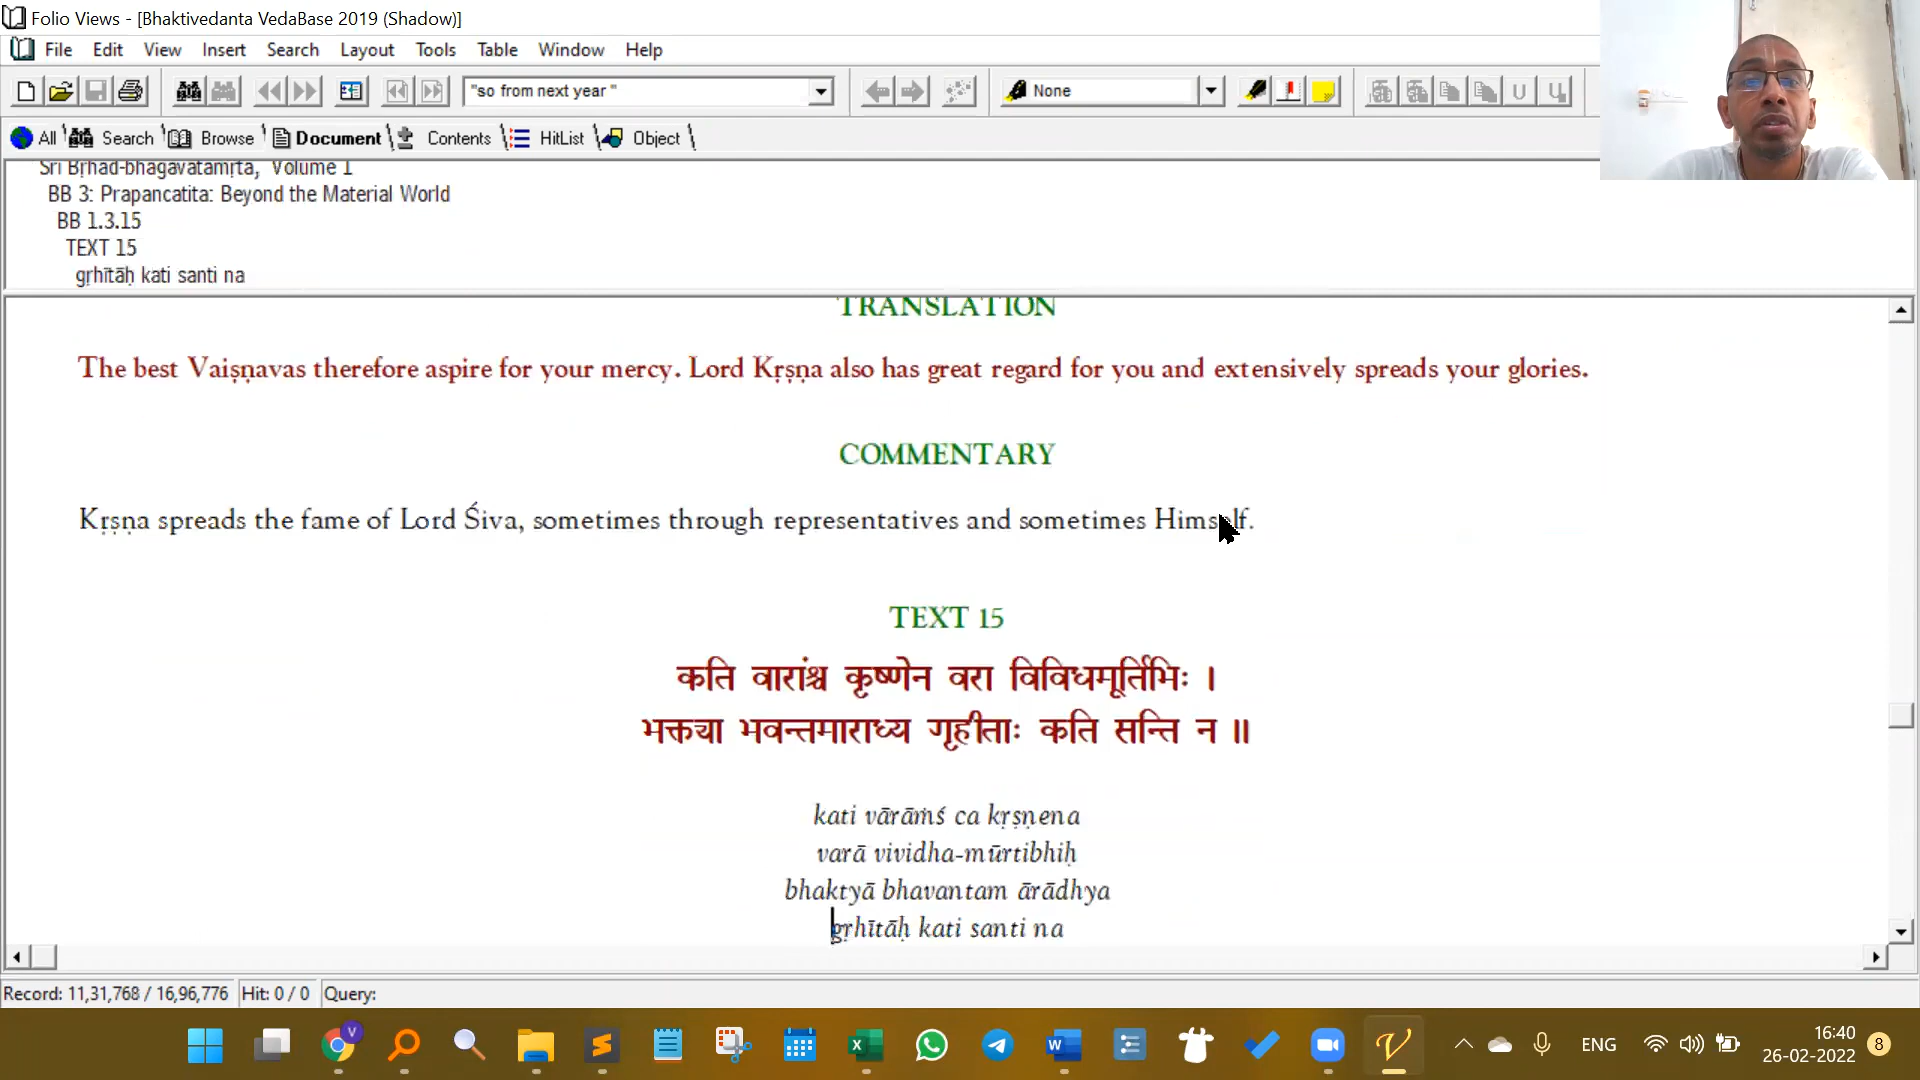 Folio Views - [Bhaktivedanta VedaBase 2019 (Shadow)]
File Edit View Insert Search Layout Tools Table Window Help
"so from next year " None
All Search Browse Document Contents HitList Object
Śrī Bṛhad-bhāgavatāmṛta, Volume 1
BB 3: Prapancatita: Beyond the Material World
BB 1.3.15
TEXT 15
gṛhītāḥ kati santi na
TRANSLATION
The best Vaiṣṇavas therefore aspire for your mercy. Lord Kṛṣṇa also has great regard for you and extensively spreads your glories.
COMMENTARY
Kṛṣṇa spreads the fame of Lord Śiva, sometimes through representatives and sometimes Himself.
TEXT 15
कति वारांश्च कृष्णेन वरा विविधमूर्तिभिः ।
भक्त्या भवन्तमाराध्य गृहीताः कति सन्ति न ॥
kati vārāṁś ca kṛṣṇena
varā vividha-mūrtibhiḥ
bhaktyā bhavantam ārādhya
gṛhītāḥ kati santi na
Record: 11,31,768 / 16,96,776 Hit: 0 / 0 Query:
V
ENG
16:40
26-02-2022
8